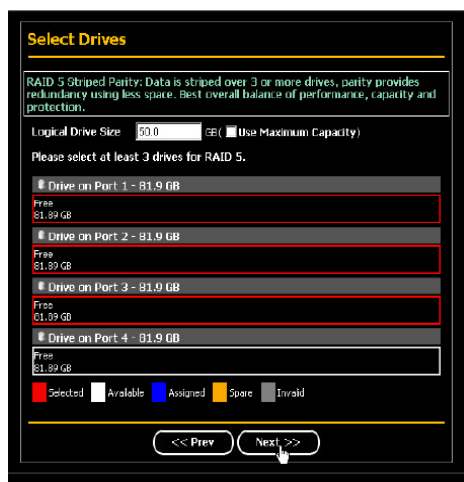 Select Drives
RAID 5 Striped Parity: Data is striped over 3 or more drives, parity provides
redundancy using less space. Best overall balance of performance, capacity and
protection.
Logical Drive Size 50.0 GB( Use Maximum Capacity)
Please select at least 3 drives for RAID 5.
Drive on Port 1 - 81.9 GB
Free
81.89 GB
Drive on Port 2 - 81.9 GB
Free
81.89 GB
Drive on Port 3 - 81.9 GB
Free
81.89 GB
Drive on Port 4 - 81.9 GB
Free
81.89 GB
Selected Available Assigned Spare Invaid
<< Prev Next >>